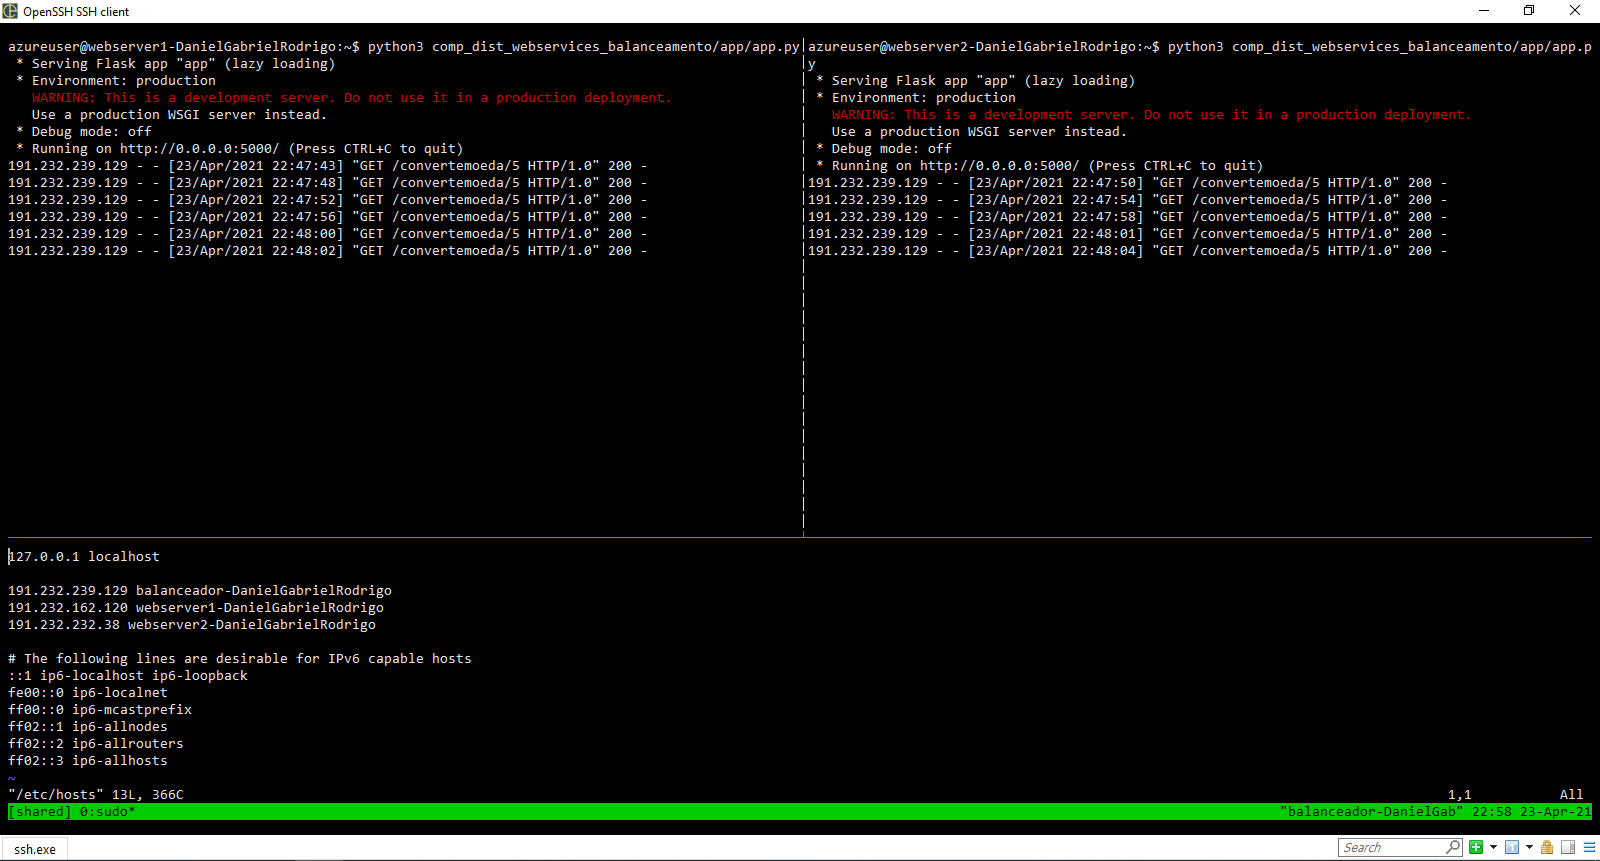 OpenSSH SSH client
azureuser@webserver1-DanielGabrielRodrigo:~$ python3 comp_dist_webservices_balanceamento/app/app.py
 * Serving Flask app "app" (lazy loading)
 * Environment: production
   WARNING: This is a development server. Do not use it in a production deployment.
   Use a production WSGI server instead.
 * Debug mode: off
 * Running on http://0.0.0.0:5000/ (Press CTRL+C to quit)
191.232.239.129 - - [23/Apr/2021 22:47:43] "GET /convertemoeda/5 HTTP/1.0" 200 -
191.232.239.129 - - [23/Apr/2021 22:47:48] "GET /convertemoeda/5 HTTP/1.0" 200 -
191.232.239.129 - - [23/Apr/2021 22:47:52] "GET /convertemoeda/5 HTTP/1.0" 200 -
191.232.239.129 - - [23/Apr/2021 22:47:56] "GET /convertemoeda/5 HTTP/1.0" 200 -
191.232.239.129 - - [23/Apr/2021 22:48:00] "GET /convertemoeda/5 HTTP/1.0" 200 -
191.232.239.129 - - [23/Apr/2021 22:48:02] "GET /convertemoeda/5 HTTP/1.0" 200 -
azureuser@webserver2-DanielGabrielRodrigo:~$ python3 comp_dist_webservices_balanceamento/app/app.p
y
 * Serving Flask app "app" (lazy loading)
 * Environment: production
   WARNING: This is a development server. Do not use it in a production deployment.
   Use a production WSGI server instead.
 * Debug mode: off
 * Running on http://0.0.0.0:5000/ (Press CTRL+C to quit)
191.232.239.129 - - [23/Apr/2021 22:47:50] "GET /convertemoeda/5 HTTP/1.0" 200 -
191.232.239.129 - - [23/Apr/2021 22:47:54] "GET /convertemoeda/5 HTTP/1.0" 200 -
191.232.239.129 - - [23/Apr/2021 22:47:58] "GET /convertemoeda/5 HTTP/1.0" 200 -
191.232.239.129 - - [23/Apr/2021 22:48:01] "GET /convertemoeda/5 HTTP/1.0" 200 -
191.232.239.129 - - [23/Apr/2021 22:48:04] "GET /convertemoeda/5 HTTP/1.0" 200 -
127.0.0.1 localhost
191.232.239.129 balanceador-DanielGabrielRodrigo
191.232.162.120 webserver1-DanielGabrielRodrigo
191.232.232.38 webserver2-DanielGabrielRodrigo
# The following lines are desirable for IPv6 capable hosts
::1 ip6-localhost ip6-loopback
fe00::0 ip6-localnet
ff00::0 ip6-mcastprefix
ff02::1 ip6-allnodes
ff02::2 ip6-allrouters
ff02::3 ip6-allhosts
~
"/etc/hosts" 13L, 366C 1,1 All
[shared] 0:sudo* "balanceador-DanielGab" 22:58 23-Apr-21
ssh.exe Search